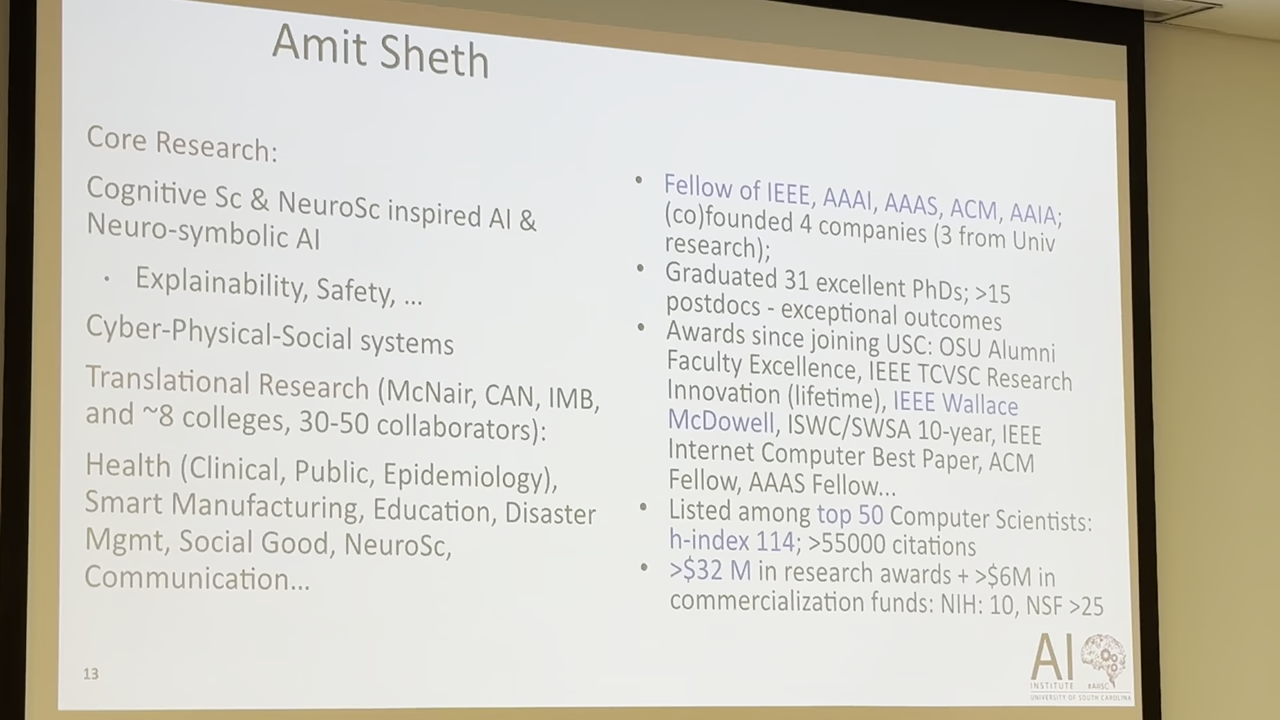 Amit Sheth
Core Research:
Cognitive Sc & NeuroSc inspired AI &
Neuro-symbolic AI
· Explainability, Safety, ...
Cyber-Physical-Social systems
Translational Research (McNair, CAN, IMB,
and ~8 colleges, 30-50 collaborators):
Health (Clinical, Public, Epidemiology),
Smart Manufacturing, Education, Disaster
Mgmt, Social Good, NeuroSc,
Communication...
• Fellow of IEEE, AAAI, AAAS, ACM, AAIA;
(co)founded 4 companies (3 from Univ
research);
• Graduated 31 excellent PhDs; >15
postdocs - exceptional outcomes
• Awards since joining USC: OSU Alumni
Faculty Excellence, IEEE TCVSC Research
Innovation (lifetime), IEEE Wallace
McDowell, ISWC/SWSA 10-year, IEEE
Internet Computer Best Paper, ACM
Fellow, AAAS Fellow...
• Listed among top 50 Computer Scientists:
h-index 114; >55000 citations
• >$32 M in research awards + >$6M in
commercialization funds: NIH: 10, NSF >25
13
AI
INSTITUTE #AIISC
UNIVERSITY OF SOUTH CAROLINA